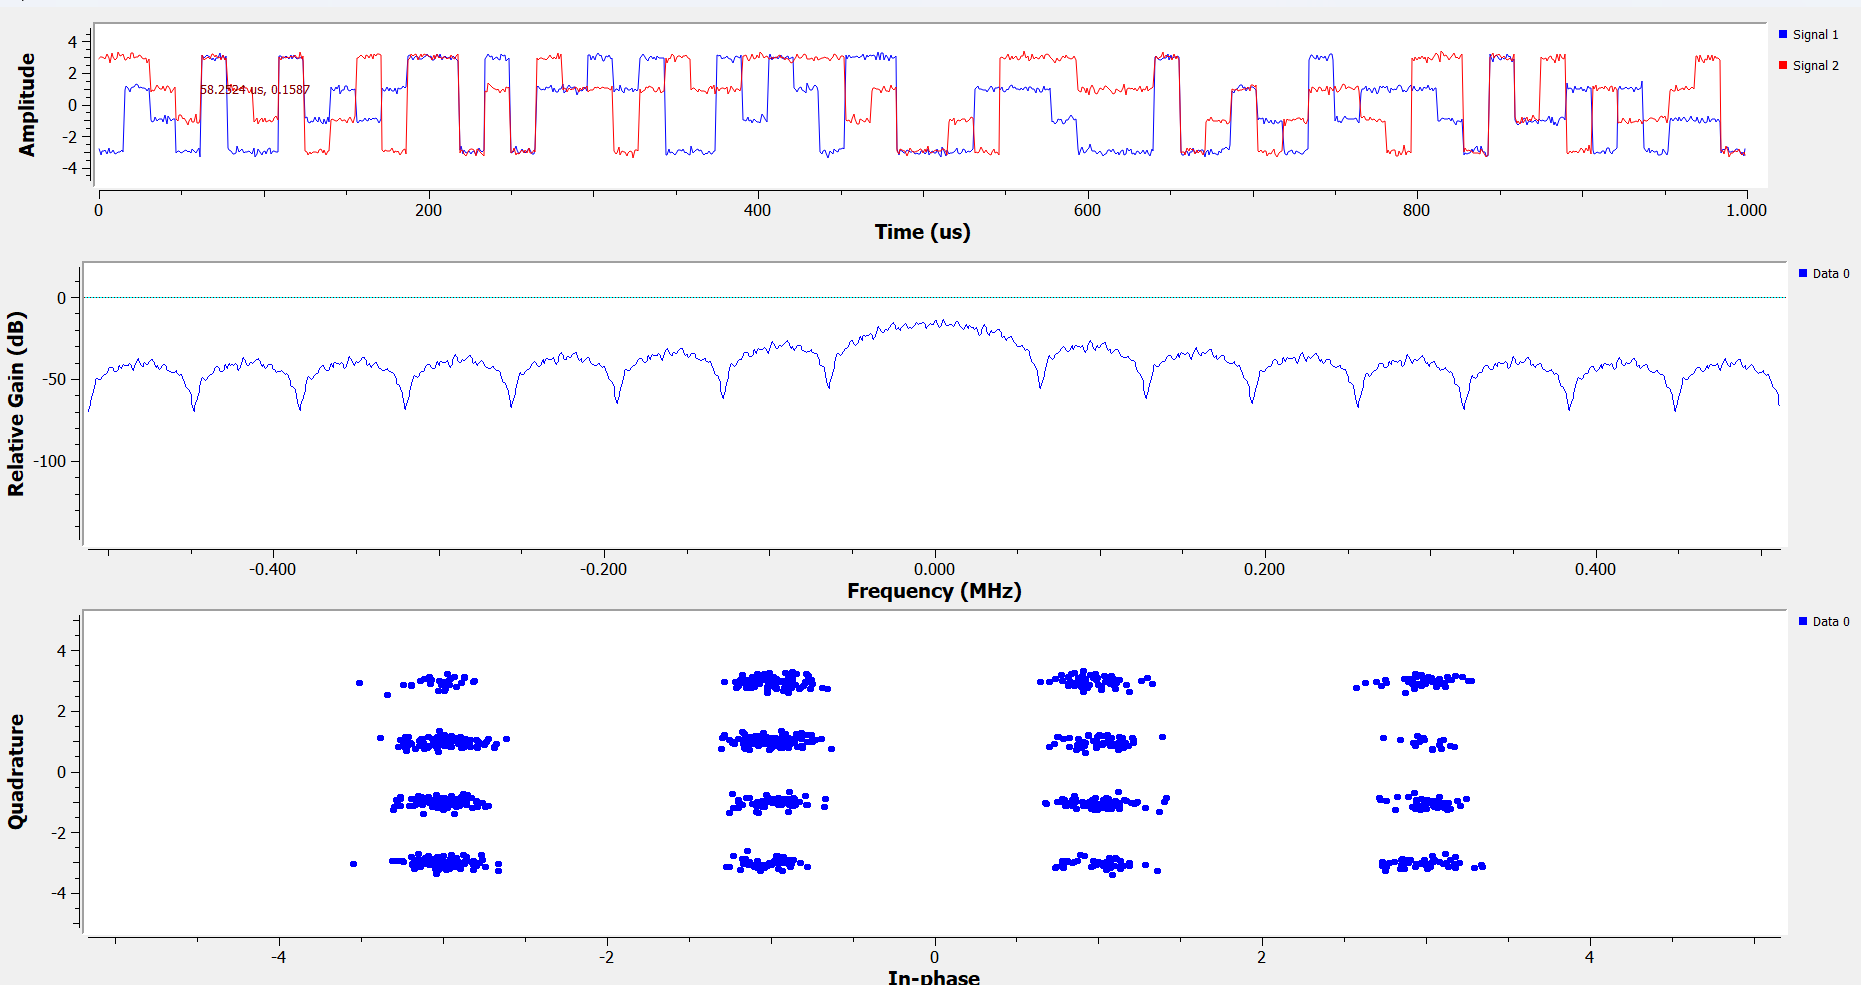 Amplitude
4
2
0
-2
-4
58.2524 us, 0.1587
Signal 1
Signal 2
0
200
400
600
800
1.000
Time (us)
Relative Gain (dB)
0
-50
-100
Data 0
-0.400
-0.200
0.000
0.200
0.400
Frequency (MHz)
Quadrature
4
2
0
-2
-4
Data 0
-4
-2
0
2
4
In-phase